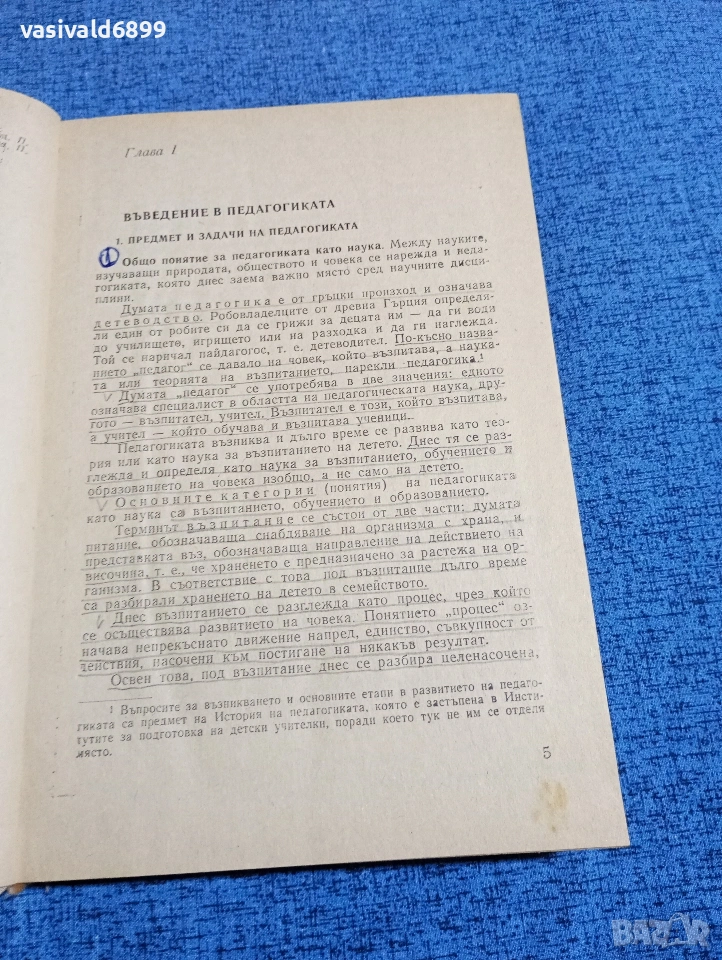 vasivald6899
Глава I
ВЪВЕДЕНИЕ В ПЕДАГОГИКАТА
1. ПРЕДМЕТ И ЗАДАЧИ НА ПЕДАГОГИКАТА
Общо понятие за педагогиката като наука. Между науките,
изучаващи природата, обществото и човека се нарежда и педа-
гогиката, която днес заема важно място сред научните дисци-
плини.
Думата педагогика е от гръцки произход и означава
детеводство. Робовладелците от древна Гърция определя-
ли един от робите си да се грижи за децата им — да ги води
до училището, игрището или на разходка и да ги наглежда.
Той се наричал пайдагогос, т. е. детеводител. По-късно назва-
нието „педагог" се давало на човек, който възпитава, а наука-
та или теорията на възпитанието, нарекли педагогика.¹
Думата „педагог" се употребява в две значения: едното
означава специалист в областта на педагогическата наука, дру-
гото — възпитател, учител. Възпитател е този, който възпитава,
а учител — който обучава и възпитава ученици.
Педагогиката възниква и дълго време се развива като тео-
рия или като наука за възпитанието на детето. Днес тя се раз-
глежда и определя като наука за възпитанието, обучението и
образованието на човека изобщо, а не само на детето.
Основните категории (понятия) на педагогиката
като наука са възпитанието, обучението и образованието.
Терминът възпитание се състои от две части: думата
питание, обозначаваща снабдяване на организма с храна, и
представката въз, обозначаваща направление на действието на
височина, т. е., че храненето е предназначено за растежа на ор-
ганизма. В съответствие с това под възпитание дълго време
са разбирали храненето на детето в семейството.
Днес възпитанието се разглежда като процес, чрез който
се осъществява развитието на човека. Понятието „процес" оз-
начава непрекъснато движение напред, единство, съвкупност от
действия, насочени към постигане на някакъв резултат.
Освен това, под възпитание днес се разбира целенасочена,
¹ Въпросите за възникването и основните етапи в развитието на педаго-
гиката са предмет на История на педагогиката, която е застъпена в Инсти-
тутите за подготовка на детски учителки, поради което тук не им се отделя
място.
5
BAZAR